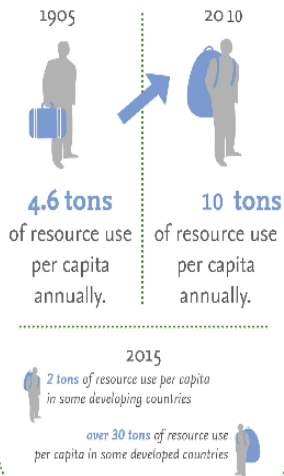 1905
4.6 tons
of resource use
per capita
annually.
2010
10 tons
of resource use
per capita
annually.
2015
2 tons of resource use per capita
in some developing countries
over 30 tons of resource use
per capita in some developed countries